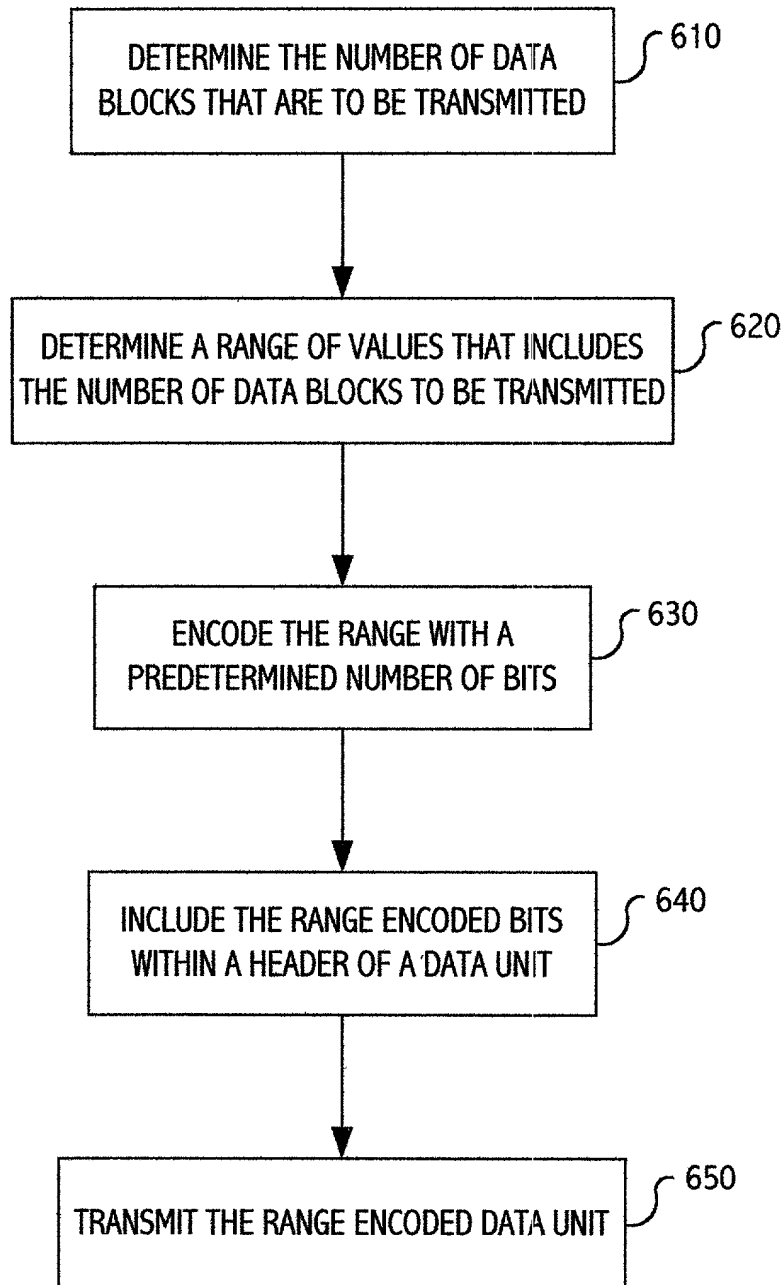 DETERMINE THE NUMBER OF DATA
BLOCKS THAT ARE TO BE TRANSMITTED
610
DETERMINE A RANGE OF VALUES THAT INCLUDES
THE NUMBER OF DATA BLOCKS TO BE TRANSMITTED
620
ENCODE THE RANGE WITH A
PREDETERMINED NUMBER OF BITS
630
INCLUDE THE RANGE ENCODED BITS
WITHIN A HEADER OF A DATA UNIT
640
TRANSMIT THE RANGE ENCODED DATA UNIT
650